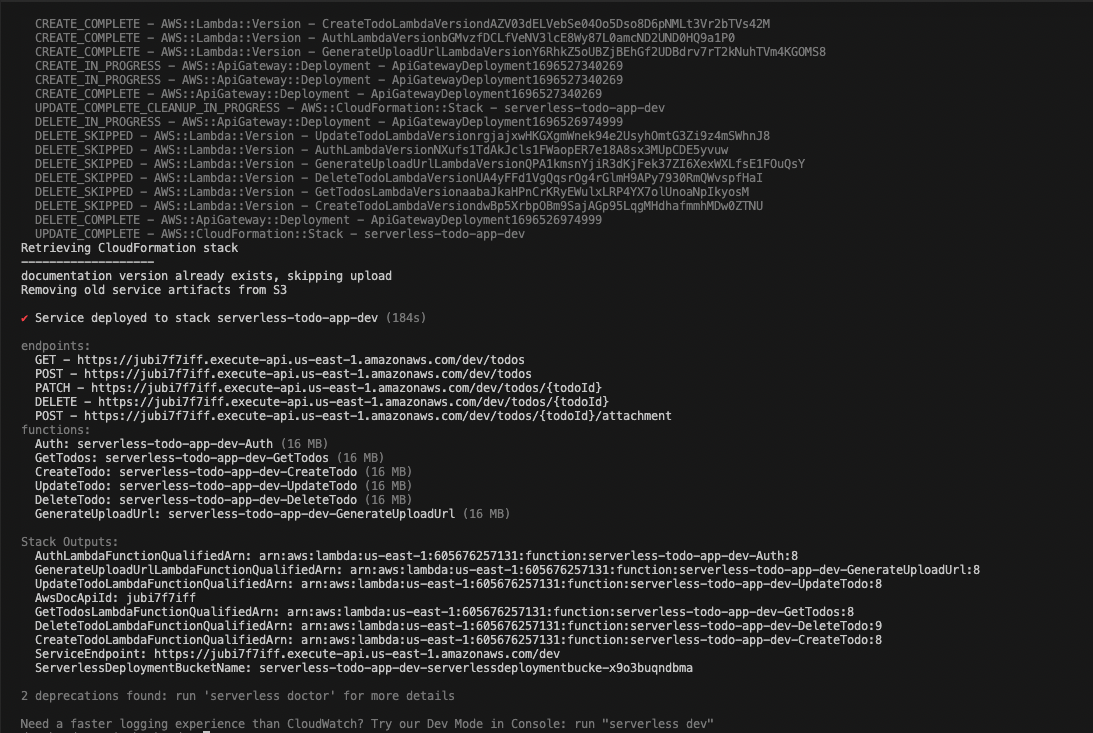 CREATE_COMPLETE - AWS::Lambda::Version - CreateTodoLambdaVersiondAZV03dELVebSe04Oo5Dso8D6pNMLt3Vr2bTVs42M
CREATE_COMPLETE - AWS::Lambda::Version - AuthLambdaVersionbGMvzfDCLfVeNV3lcE8Wy87L0amcND2UND0HQ9a1P0
CREATE_COMPLETE - AWS::Lambda::Version - GenerateUploadUrlLambdaVersionY6RhkZ5oUBZjBEhGf2UDBdrv7rT2kNuhTVm4KGOMS8
CREATE_IN_PROGRESS - AWS::ApiGateway::Deployment - ApiGatewayDeployment1696527340269
CREATE_IN_PROGRESS - AWS::ApiGateway::Deployment - ApiGatewayDeployment1696527340269
CREATE_COMPLETE - AWS::ApiGateway::Deployment - ApiGatewayDeployment1696527340269
UPDATE_COMPLETE_CLEANUP_IN_PROGRESS - AWS::CloudFormation::Stack - serverless-todo-app-dev
DELETE_IN_PROGRESS - AWS::ApiGateway::Deployment - ApiGatewayDeployment1696526974999
DELETE_SKIPPED - AWS::Lambda::Version - UpdateTodoLambdaVersionrgjajxwHKGXgmWnek94e2UsyhOmtG3Zi9z4mSWhnJ8
DELETE_SKIPPED - AWS::Lambda::Version - AuthLambdaVersionNXufs1TdAkJcls1FWaopER7e18A8sx3MUpCDE5yvuw
DELETE_SKIPPED - AWS::Lambda::Version - GenerateUploadUrlLambdaVersionQPA1kmsnYjiR3dKjFek37ZI6XexWXLfsE1FOuQsY
DELETE_SKIPPED - AWS::Lambda::Version - DeleteTodoLambdaVersionUA4yFFd1VgQqsrOg4rGlmH9APy7930RmQWvspfHaI
DELETE_SKIPPED - AWS::Lambda::Version - GetTodosLambdaVersionaabaJkaHPnCrKRyEWulxLRP4YX7olUnoaNpIkyosM
DELETE_SKIPPED - AWS::Lambda::Version - CreateTodoLambdaVersiondwBp5XrbpOBm9SajAGp95LqgMHdhafmmhMDw0ZTNU
DELETE_COMPLETE - AWS::ApiGateway::Deployment - ApiGatewayDeployment1696526974999
UPDATE_COMPLETE - AWS::CloudFormation::Stack - serverless-todo-app-dev
Retrieving CloudFormation stack
-------------------
documentation version already exists, skipping upload
Removing old service artifacts from S3
✔ Service deployed to stack serverless-todo-app-dev (184s)
endpoints:
GET - https://jubi7f7iff.execute-api.us-east-1.amazonaws.com/dev/todos
POST - https://jubi7f7iff.execute-api.us-east-1.amazonaws.com/dev/todos
PATCH - https://jubi7f7iff.execute-api.us-east-1.amazonaws.com/dev/todos/{todoId}
DELETE - https://jubi7f7iff.execute-api.us-east-1.amazonaws.com/dev/todos/{todoId}
POST - https://jubi7f7iff.execute-api.us-east-1.amazonaws.com/dev/todos/{todoId}/attachment
functions:
Auth: serverless-todo-app-dev-Auth (16 MB)
GetTodos: serverless-todo-app-dev-GetTodos (16 MB)
CreateTodo: serverless-todo-app-dev-CreateTodo (16 MB)
UpdateTodo: serverless-todo-app-dev-UpdateTodo (16 MB)
DeleteTodo: serverless-todo-app-dev-DeleteTodo (16 MB)
GenerateUploadUrl: serverless-todo-app-dev-GenerateUploadUrl (16 MB)
Stack Outputs:
AuthLambdaFunctionQualifiedArn: arn:aws:lambda:us-east-1:605676257131:function:serverless-todo-app-dev-Auth:8
GenerateUploadUrlLambdaFunctionQualifiedArn: arn:aws:lambda:us-east-1:605676257131:function:serverless-todo-app-dev-GenerateUploadUrl:8
UpdateTodoLambdaFunctionQualifiedArn: arn:aws:lambda:us-east-1:605676257131:function:serverless-todo-app-dev-UpdateTodo:8
AwsDocApiId: jubi7f7iff
GetTodosLambdaFunctionQualifiedArn: arn:aws:lambda:us-east-1:605676257131:function:serverless-todo-app-dev-GetTodos:8
DeleteTodoLambdaFunctionQualifiedArn: arn:aws:lambda:us-east-1:605676257131:function:serverless-todo-app-dev-DeleteTodo:9
CreateTodoLambdaFunctionQualifiedArn: arn:aws:lambda:us-east-1:605676257131:function:serverless-todo-app-dev-CreateTodo:8
ServiceEndpoint: https://jubi7f7iff.execute-api.us-east-1.amazonaws.com/dev
ServerlessDeploymentBucketName: serverless-todo-app-dev-serverlessdeploymentbucke-x9o3buqndbma
2 deprecations found: run 'serverless doctor' for more details
Need a faster logging experience than CloudWatch? Try our Dev Mode in Console: run "serverless dev"